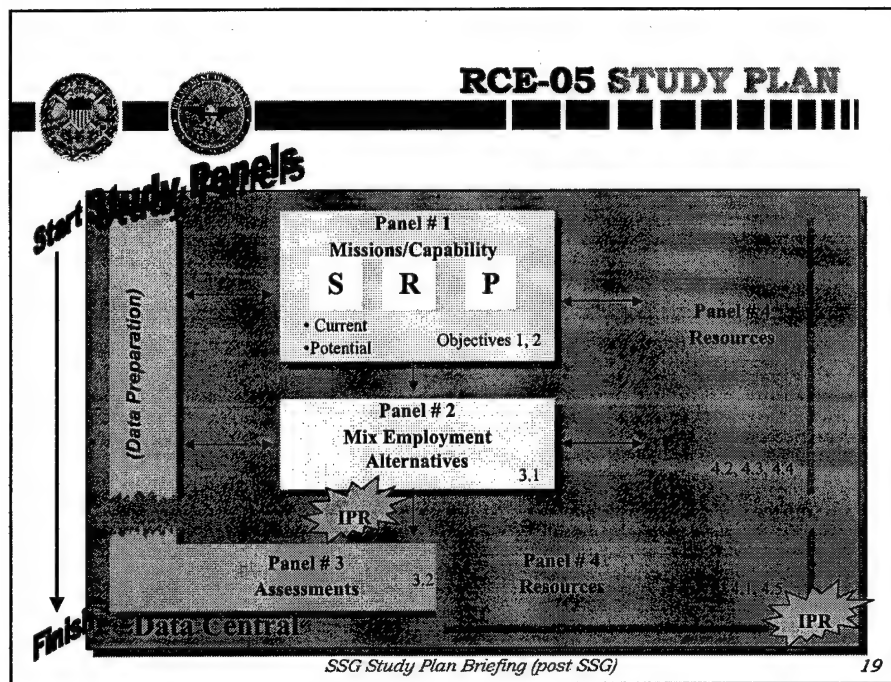 RCE-05 STUDY PLAN
Study Panels
Start
Panel # 1
Missions/Capability
S R P
• Current
•Potential
Objectives 1, 2
(Data Preparation)
Panel # 4
Resources
Panel # 2
Mix Employment
Alternatives
3.1
4.2, 4.3, 4.4
IPR
Panel # 3
Assessments
3.2
Panel # 4
Resources
4.1, 4.5
IPR
Finish
Data Central
SSG Study Plan Briefing (post SSG)
19